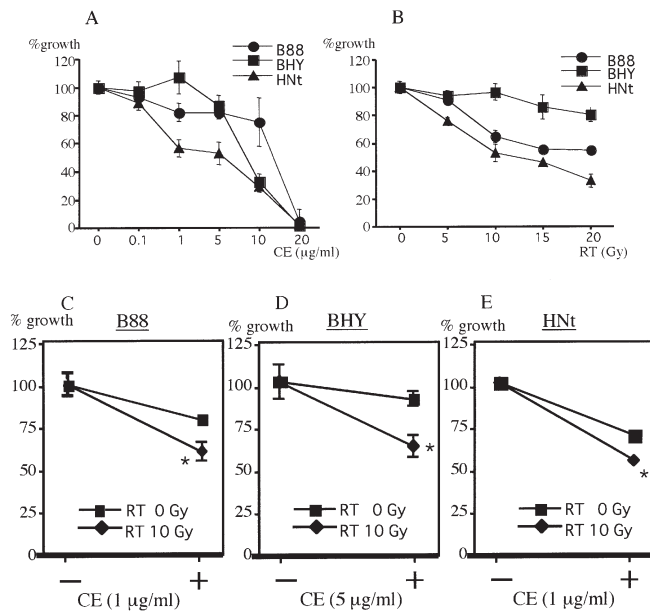 A
%growth
B88
BHY
HNt
120
100
80
60
40
20
0
0 0.1 1 5 10 20
CE (μg/ml)
B
%growth
B88
BHY
HNt
120
100
80
60
40
20
0
0 5 10 15 20
RT (Gy)
C
% growth
B88
125
100
75
50
25
0
*
RT 0 Gy
RT 10 Gy
− +
CE (1 μg/ml)
D
% growth
BHY
125
100
75
50
25
0
*
RT 0 Gy
RT 10 Gy
− +
CE (5 μg/ml)
E
% growth
HNt
125
100
75
50
25
0
*
RT 0 Gy
RT 10 Gy
− +
CE (1 μg/ml)